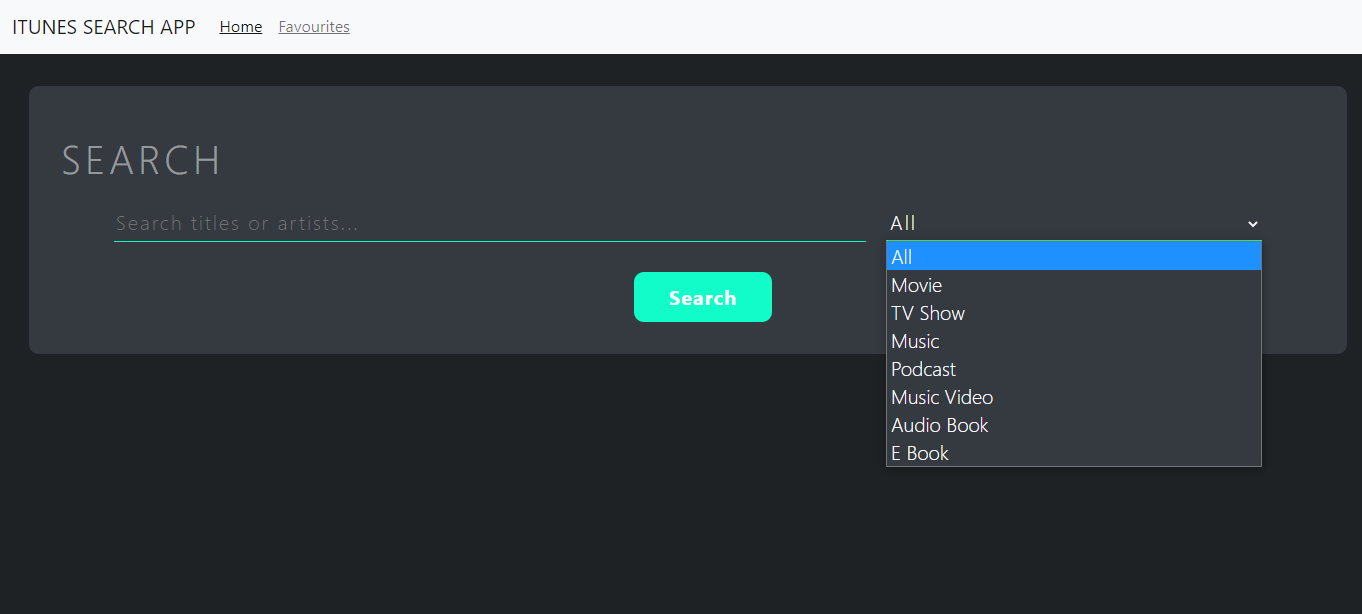 ITUNES SEARCH APP Home Favourites
SEARCH
Search titles or artists... All
All
Search
Movie
TV Show
Music
Podcast
Music Video
Audio Book
E Book